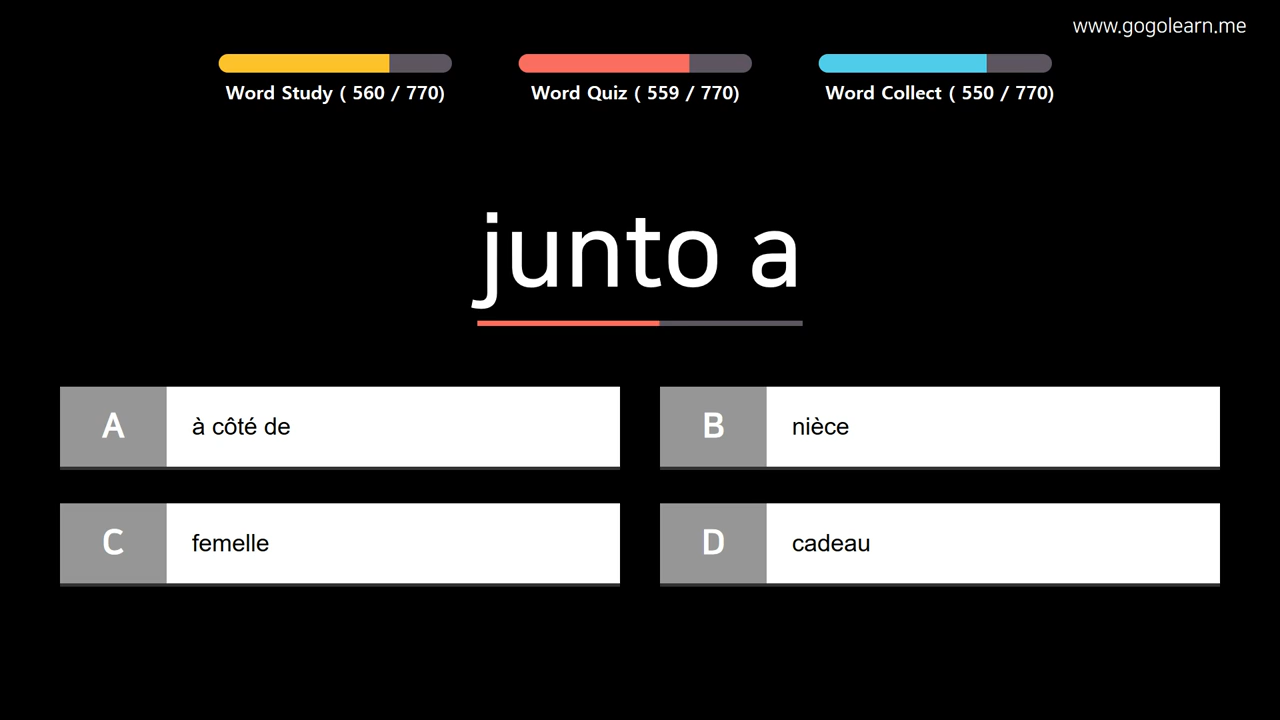 www.gogolearn.me
Word Study ( 560 / 770)
Word Quiz ( 559 / 770)
Word Collect ( 550 / 770)
junto a
A à côté de
B nièce
C femelle
D cadeau